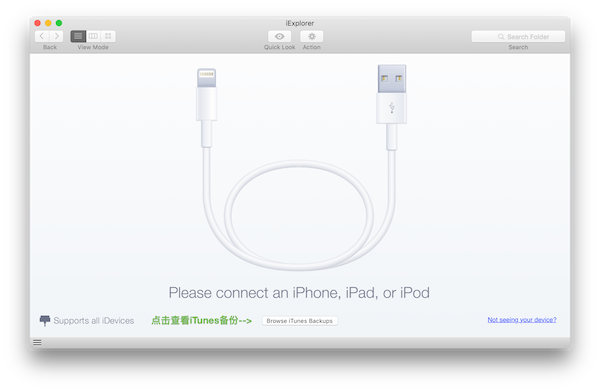 iExplorer
Back
View Mode
Quick Look
Action
Search Folder
Search
Please connect an iPhone, iPad, or iPod
Supports all iDevices
点击查看iTunes备份-->
Browse iTunes Backups
Not seeing your device?